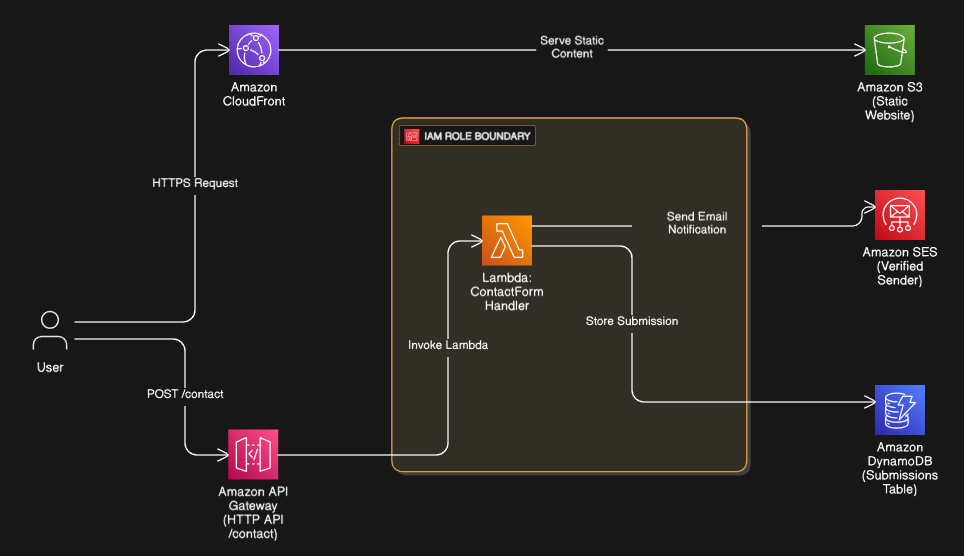 Serve Static
Content
Amazon
CloudFront
Amazon S3
(Static
Website)
IAM ROLE BOUNDARY
HTTPS Request
Send Email
Notification
Amazon SES
(Verified
Sender)
Lambda:
ContactForm
Handler
Store Submission
Invoke Lambda
User
POST /contact
Amazon
DynamoDB
(Submissions
Table)
Amazon API
Gateway
(HTTP API
/contact)